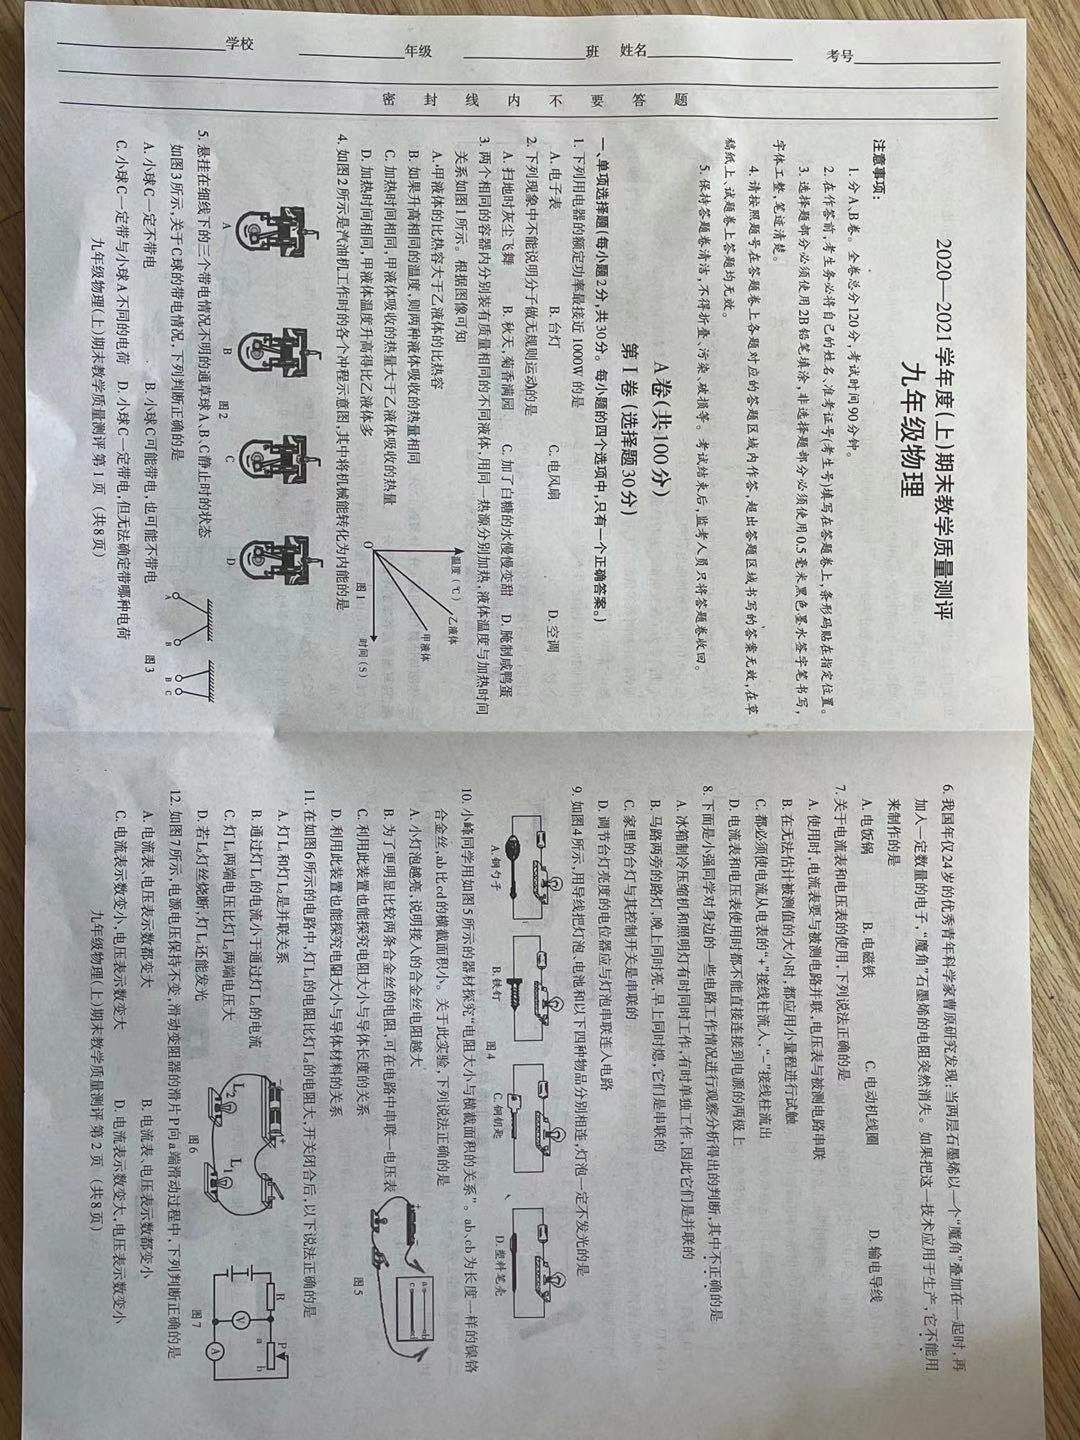 学校 年级 班 姓名 考号
密 封 线 内 不 要 答 题
2020—2021学年度(上)期末教学质量测评
九年级物理
注意事项：
1. 分A、B卷。全卷总分120分，考试时间90分钟。
2. 在作答前，考生务必将自己的姓名、准考证号(考生号)填写在答题卷上，条形码贴在指定位置。
3. 选择题部分必须使用2B铅笔填涂，非选择题部分必须使用0.5毫米黑色墨水签字笔书写，
字体工整，笔迹清楚。
4. 请按照题号在答题卷上各题对应的答题区域内作答，超出答题区域书写的答案无效，在草
稿纸上、试题卷上答题均无效。
5. 保持答题卷清洁，不得折叠、污染、破损等。考试结束后，监考人员只将答题卷收回。
A卷(共100分)
第Ⅰ卷(选择题30分)
一、单项选择题(每小题2分，共30分。每小题的四个选项中，只有一个正确答案。)
1. 下列用电器的额定功率最接近1000W的是
A. 电子表 B. 台灯 C. 电风扇 D. 空调
2. 下列现象中不能说明分子做无规则运动的是
A. 扫地时灰尘飞舞 B. 秋天，菊香满园 C. 加了白糖的水慢慢变甜 D. 腌制咸鸭蛋
3. 两个相同的容器内分别装有质量相同的不同液体，用同一热源分别加热，液体温度与加热时间
关系如图1所示。根据图像可知
A. 甲液体的比热容大于乙液体的比热容
B. 如果升高相同的温度，则两种液体吸收的热量相同
C. 加热时间相同，甲液体吸收的热量大于乙液体吸收的热量
D. 加热时间相同，甲液体温度升高得比乙液体多
温度(℃)
乙液体
甲液体
O
时间(S)
图1
4. 如图2所示是汽油机工作时的各个冲程示意图，其中将机械能转化为内能的是
A B C D
图2
5. 悬挂在细线下的三个带电情况不明的通草球A、B、C静止时的状态
如图3所示，关于C球的带电情况，下列判断正确的是
A. 小球C一定不带电 B. 小球C可能带电，也可能不带电
C. 小球C一定带与小球A不同的电荷 D. 小球C一定带电，但无法确定带哪种电荷
A B B C
图3
九年级物理(上)期末教学质量测评 第1页 (共8页)
6. 我国年仅24岁的优秀青年科学家曹原研究发现：当两层石墨烯以一个“魔角”叠加在一起时，再
加入一定数量的电子，“魔角”石墨烯的电阻突然消失。如果把这一技术应用于生产，它不能用
来制作的是
A. 电饭锅 B. 电磁铁 C. 电动机线圈 D. 输电导线
7. 关于电流表和电压表的使用，下列说法正确的是
A. 使用时，电流表要与被测电路并联，电压表与被测电路串联
B. 在无法估计被测值的大小时，都应用小量程进行试触
C. 都必须使电流从电表的“+”接线柱流入，“-”接线柱流出
D. 电流表和电压表使用时都不能直接连接到电源的两极上
8. 下面是小强同学对身边的一些电路工作情况进行观察分析得出的判断，其中不正确的是
A. 冰箱制冷压缩机和照明灯有时同时工作，有时单独工作，因此它们是并联的
B. 马路两旁的路灯，晚上同时亮，早上同时熄，它们是串联的
C. 家里的台灯与其控制开关是串联的
D. 调节台灯亮度的电位器应与灯泡串联连入电路
9. 如图4所示，用导线把灯泡、电池和以下四种物品分别相连，灯泡一定不发光的是
A. 钢勺子 B. 铁钉 C. 铜钥匙 D. 塑料笔壳
图4
10. 小峰同学用如图5所示的器材探究“电阻大小与横截面积的关系”。ab、cb为长度一样的镍铬
合金丝，ab比cd的横截面积小。关于此实验，下列说法正确的是
A. 小灯泡越亮，说明接入的合金丝电阻越大
B. 为了更明显比较两条合金丝的电阻，可在电路中串联一电压表
C. 利用此装置也能探究电阻大小与导体长度的关系
D. 利用此装置也能探究电阻大小与导体材料的关系
图5
11. 在如图6所示的电路中，灯L₁的电阻比灯L₂的电阻大，开关闭合后，以下说法正确的是
A. 灯L₁和灯L₂是并联关系
B. 通过灯L₁的电流小于通过灯L₂的电流
C. 灯L₁两端电压比灯L₂两端电压大
D. 若L₂灯丝烧断，灯L₁还能发光
L₂ L₁
图6
12. 如图7所示，电源电压保持不变，滑动变阻器的滑片P向a端滑动过程中，下列判断正确的是
A. 电流表、电压表示数都变大 B. 电流表、电压表示数都变小
C. 电流表示数变小，电压表示数变大 D. 电流表示数变大，电压表示数变小
R P a b V A
图7
九年级物理(上)期末教学质量测评 第2页 (共8页)